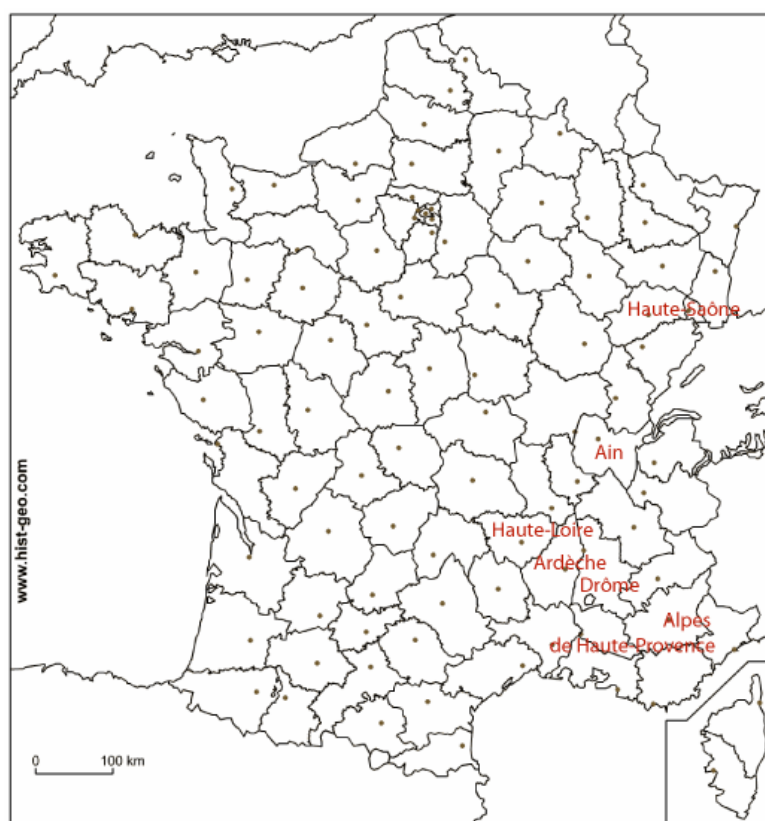 Haute-Saône
Ain
Haute-Loire
Ardèche
Drôme
Alpes
de Haute-Provence
www.hist-geo.com
0 100 km